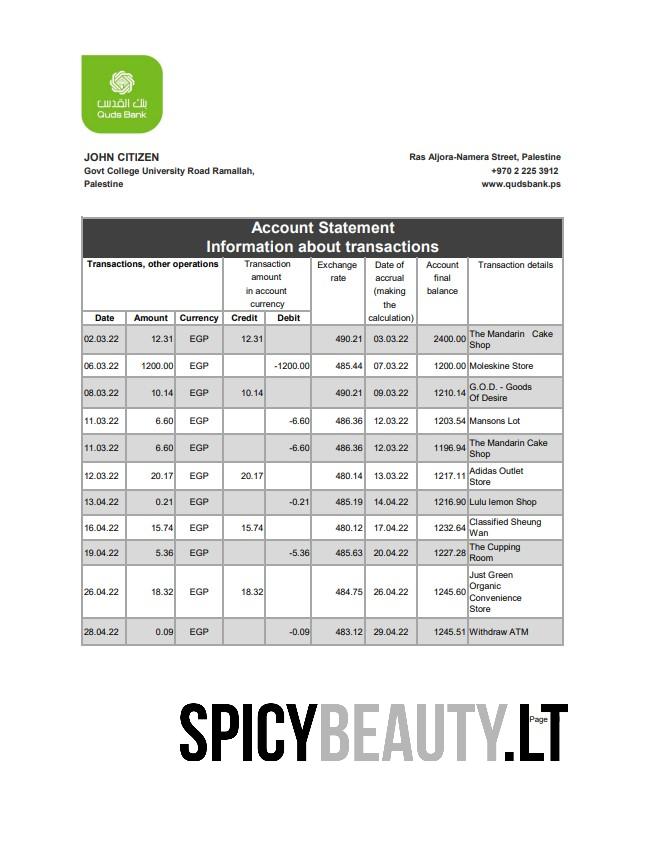 بنك القدس
Quds Bank
JOHN CITIZEN
Govt College University Road Ramallah,
Palestine
Ras Aljora-Namera Street, Palestine
+970 2 225 3912
www.qudsbank.ps
Account Statement
Information about transactions
Transactions, other operations
Transaction
amount
in account
currency
Exchange
rate
Date of
accrual
(making
the
calculation)
Account
final
balance
Transaction details
Date Amount Currency Credit Debit
02.03.22 12.31 EGP 12.31 490.21 03.03.22 2400.00 The Mandarin Cake
Shop
06.03.22 1200.00 EGP -1200.00 485.44 07.03.22 1200.00 Moleskine Store
08.03.22 10.14 EGP 10.14 490.21 09.03.22 1210.14 G.O.D. - Goods
Of Desire
11.03.22 6.60 EGP -6.60 486.36 12.03.22 1203.54 Mansons Lot
11.03.22 6.60 EGP -6.60 486.36 12.03.22 1196.94 The Mandarin Cake
Shop
12.03.22 20.17 EGP 20.17 480.14 13.03.22 1217.11 Adidas Outlet
Store
13.04.22 0.21 EGP -0.21 485.19 14.04.22 1216.90 Lulu lemon Shop
16.04.22 15.74 EGP 15.74 480.12 17.04.22 1232.64 Classified Sheung
Wan
19.04.22 5.36 EGP -5.36 485.63 20.04.22 1227.28 The Cupping
Room
26.04.22 18.32 EGP 18.32 484.75 26.04.22 1245.60 Just Green
Organic
Convenience
Store
28.04.22 0.09 EGP -0.09 483.12 29.04.22 1245.51 Withdraw ATM
Page
SPICYBEAUTY.LT